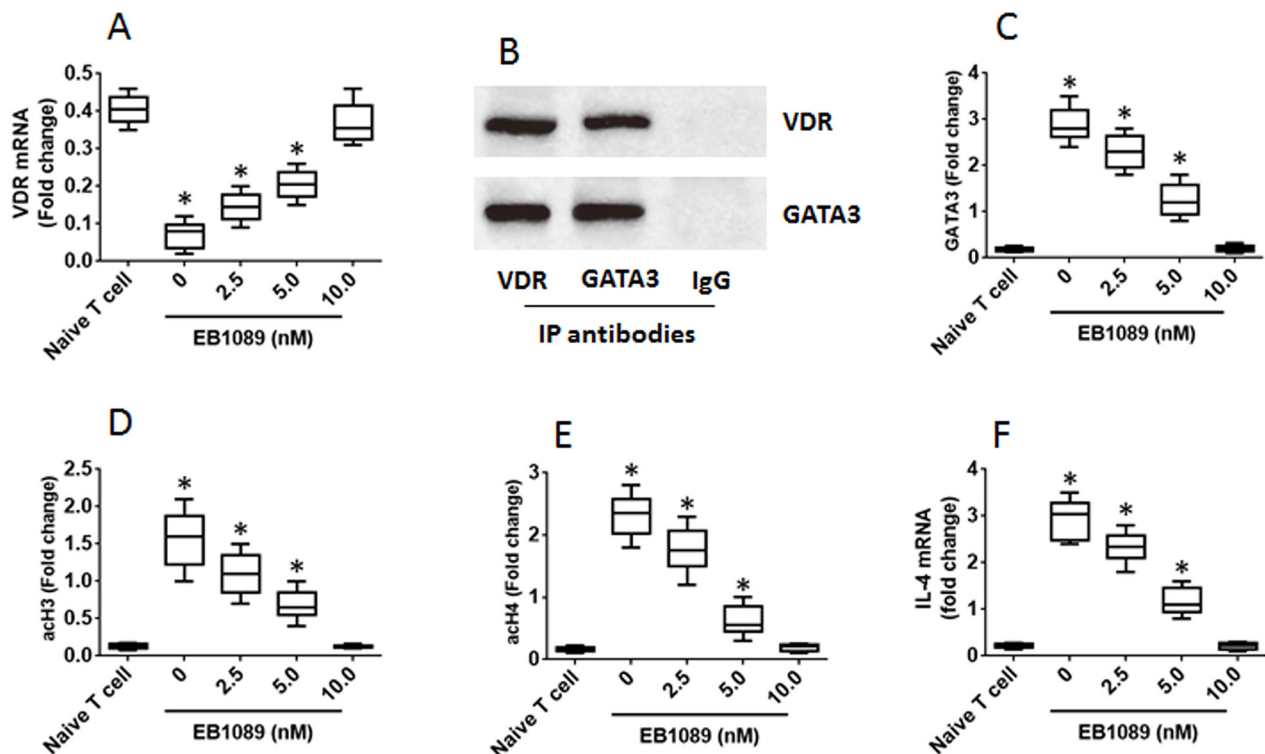 A
VDR mRNA
(Fold change)
0.5
0.4
0.3
0.2
0.1
0.0
*
*
*
Naive T cell
0
2.5
5.0
10.0
EB1089 (nM)
B
VDR
GATA3
VDR GATA3 IgG
IP antibodies
C
GATA3 (Fold change)
4
3
2
1
0
*
*
*
Naive T cell
0
2.5
5.0
10.0
EB1089 (nM)
D
acH3 (Fold change)
2.5
2.0
1.5
1.0
0.5
0.0
*
*
*
Naive T cell
0
2.5
5.0
10.0
EB1089 (nM)
E
acH4 (Fold change)
3
2
1
0
*
*
*
Naive T cell
0
2.5
5.0
10.0
EB1089 (nM)
F
IL-4 mRNA
(fold change)
4
3
2
1
0
*
*
*
Naive T cell
0
2.5
5.0
10.0
EB1089 (nM)